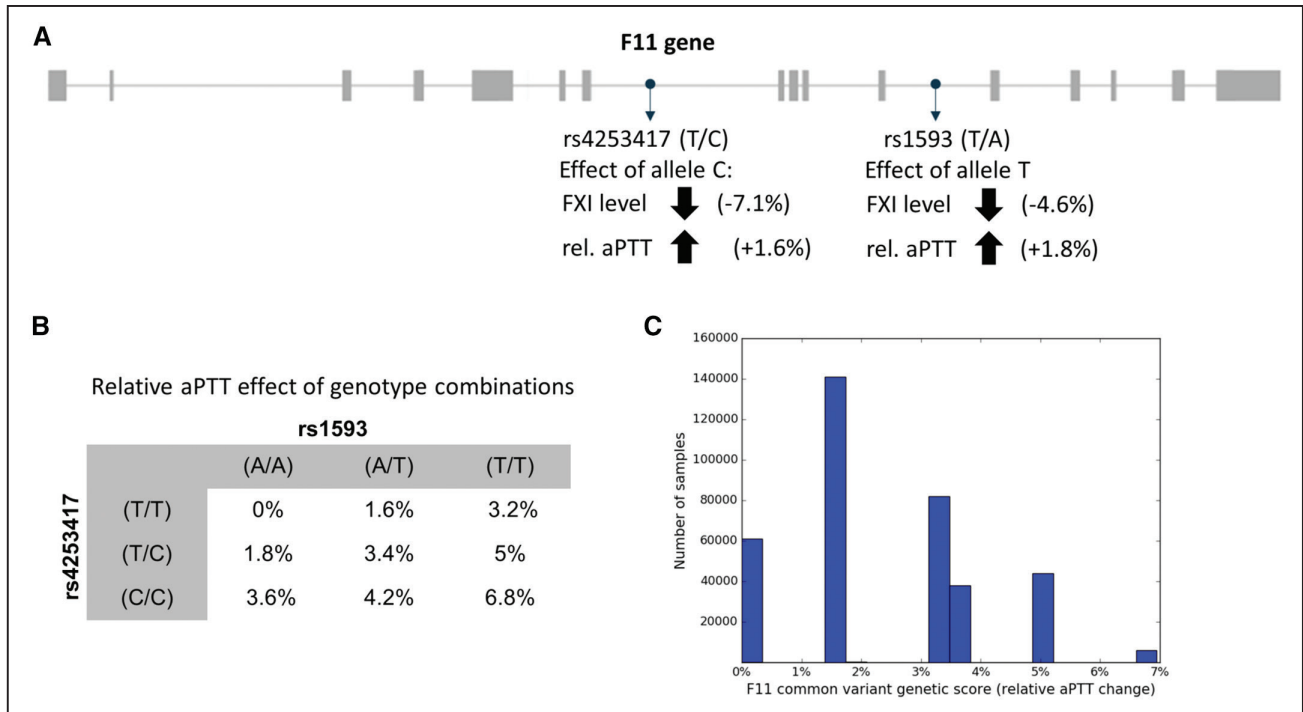 A
F11 gene
rs4253417 (T/C)
Effect of allele C:
FXI level (-7.1%)
rel. aPTT (+1.6%)
rs1593 (T/A)
Effect of allele T
FXI level (-4.6%)
rel. aPTT (+1.8%)
B
Relative aPTT effect of genotype combinations
rs1593
(A/A) (A/T) (T/T)
rs4253417
(T/T) 0% 1.6% 3.2%
(T/C) 1.8% 3.4% 5%
(C/C) 3.6% 4.2% 6.8%
C
160000
140000
120000
100000
80000
60000
40000
20000
Number of samples
0% 1% 2% 3% 4% 5% 6% 7%
F11 common variant genetic score (relative aPTT change)